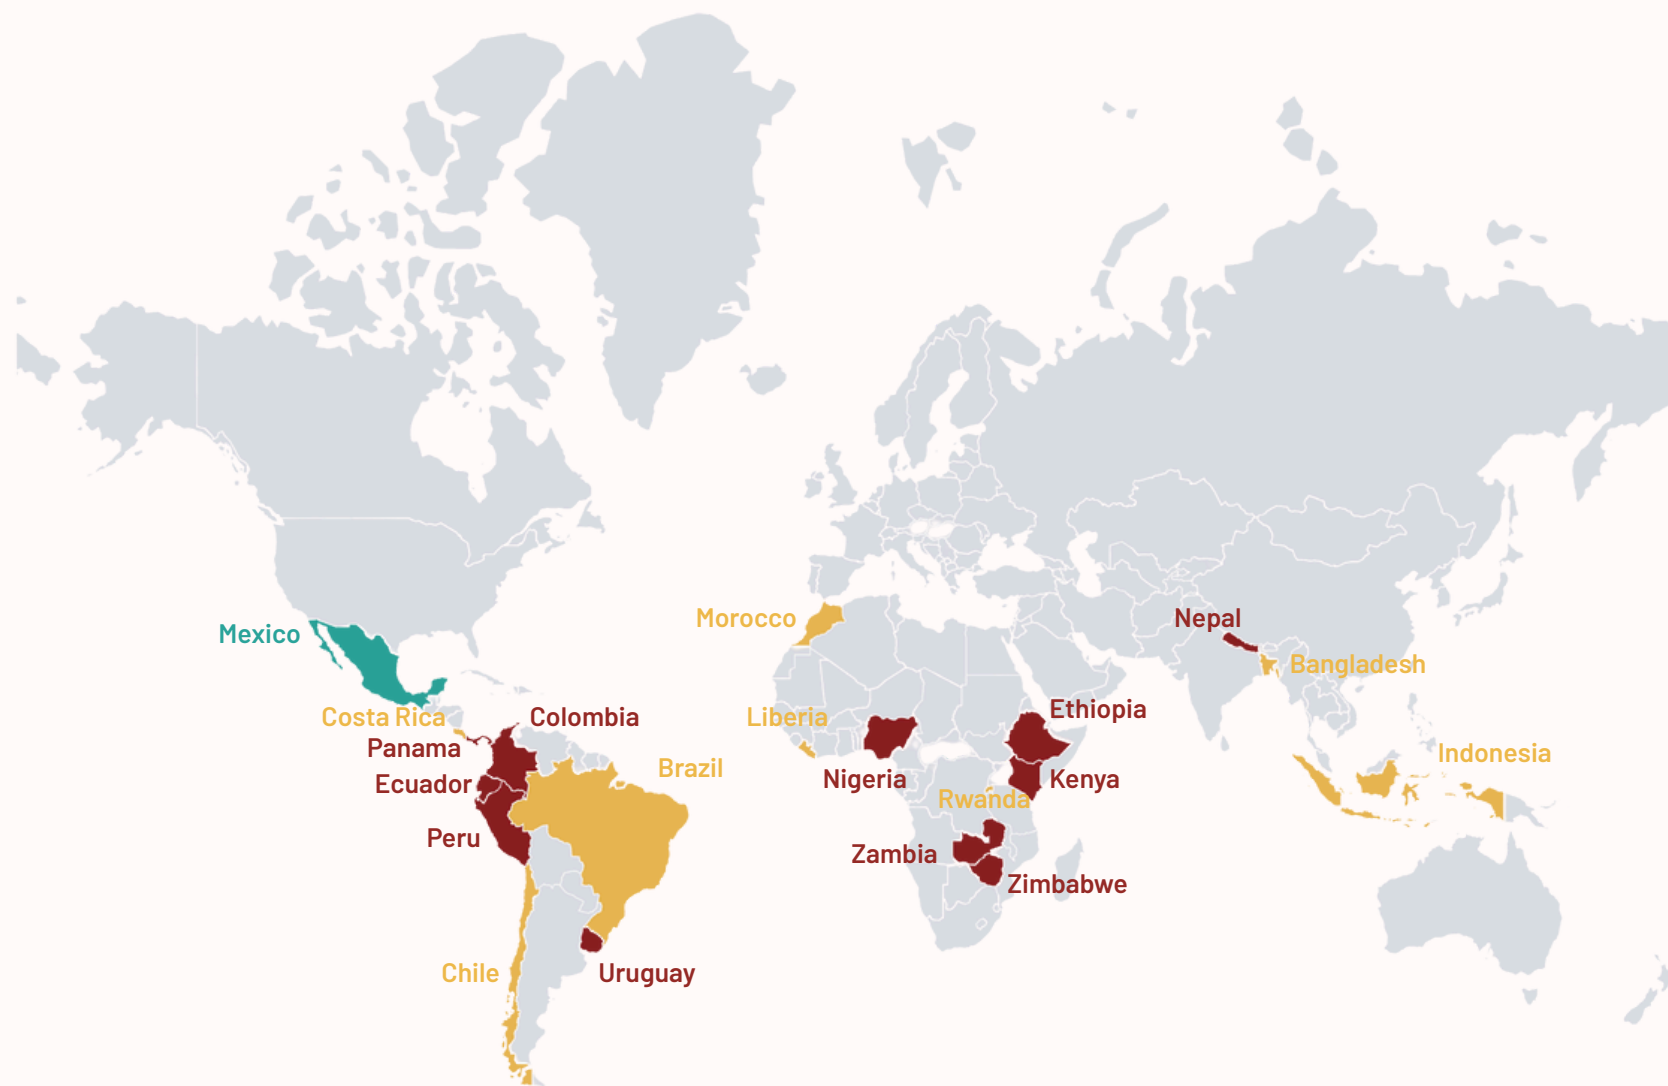 Morocco
Nepal
Mexico
Bangladesh
Ethiopia
Costa Rica
Colombia
Liberia
Panama
Indonesia
Brazil
Ecuador
Nigeria
Kenya
Rwanda
Peru
Zambia
Zimbabwe
Chile
Uruguay